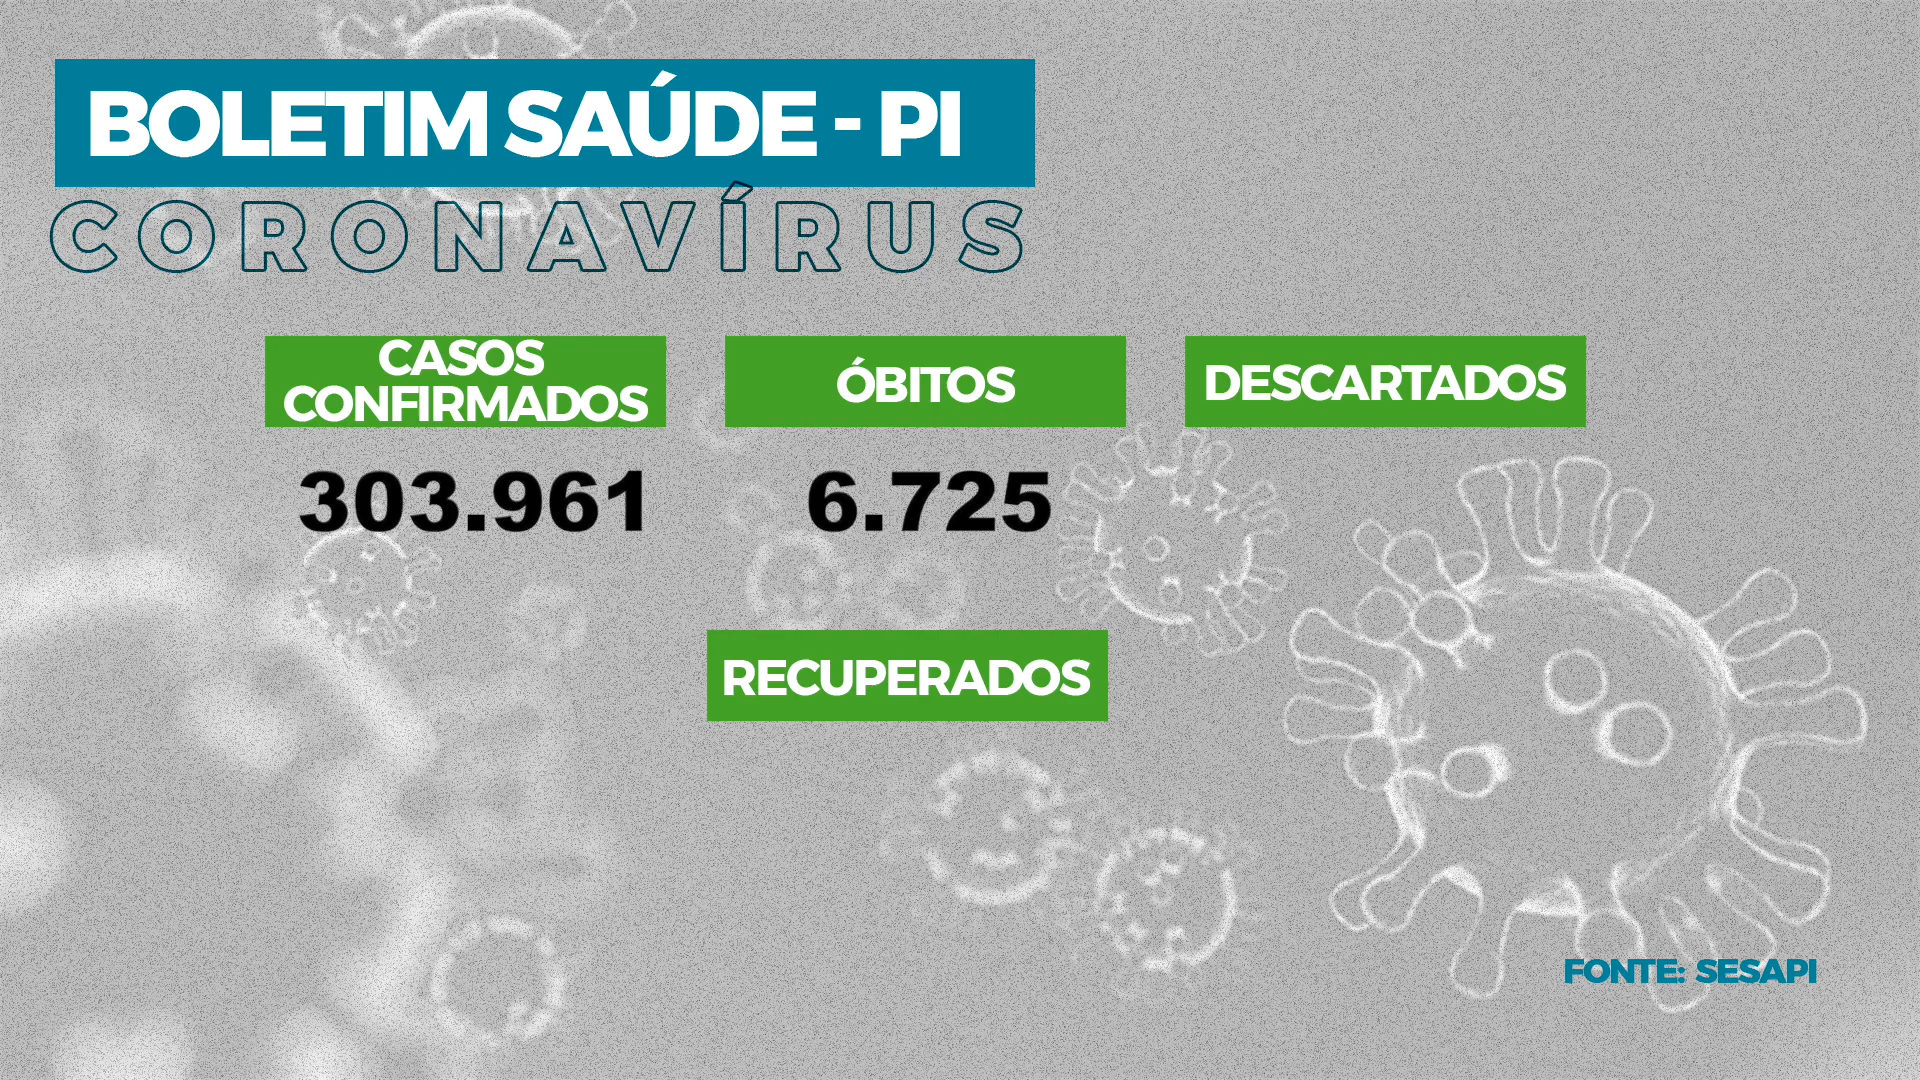 BOLETIM SAÚDE - PI
CORONAVÍRUS
CASOS
CONFIRMADOS
ÓBITOS
DESCARTADOS
303.961
6.725
RECUPERADOS
FONTE: SESAPI